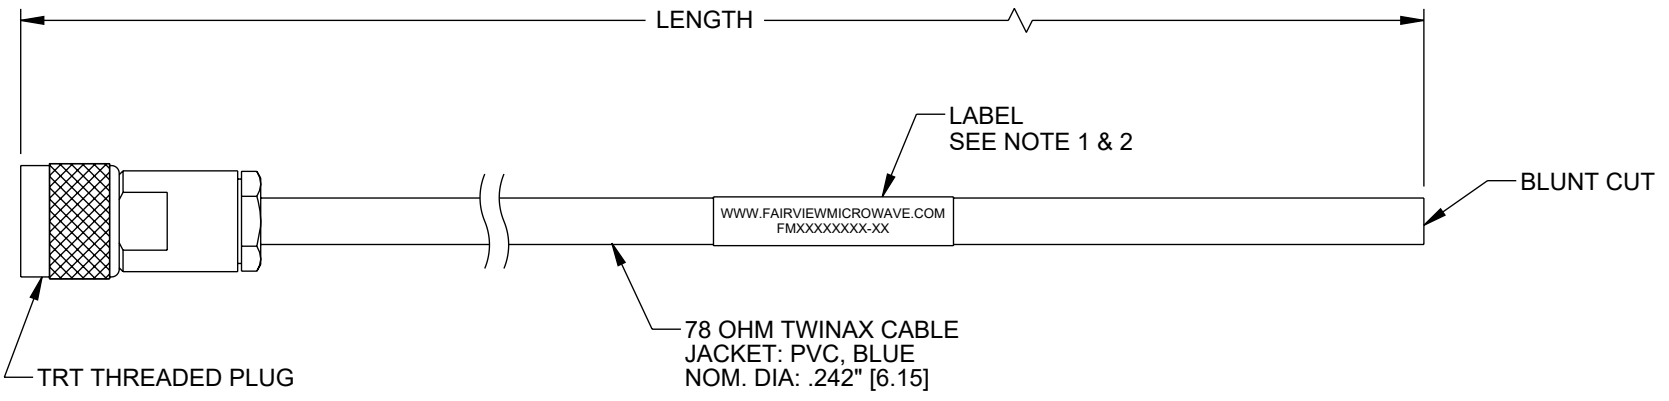 LENGTH
LABEL
SEE NOTE 1 & 2
BLUNT CUT
WWW.FAIRVIEWMICROWAVE.COM
FMXXXXXXXX-XX
78 OHM TWINAX CABLE
JACKET: PVC, BLUE
NOM. DIA: .242" [6.15]
TRT THREADED PLUG